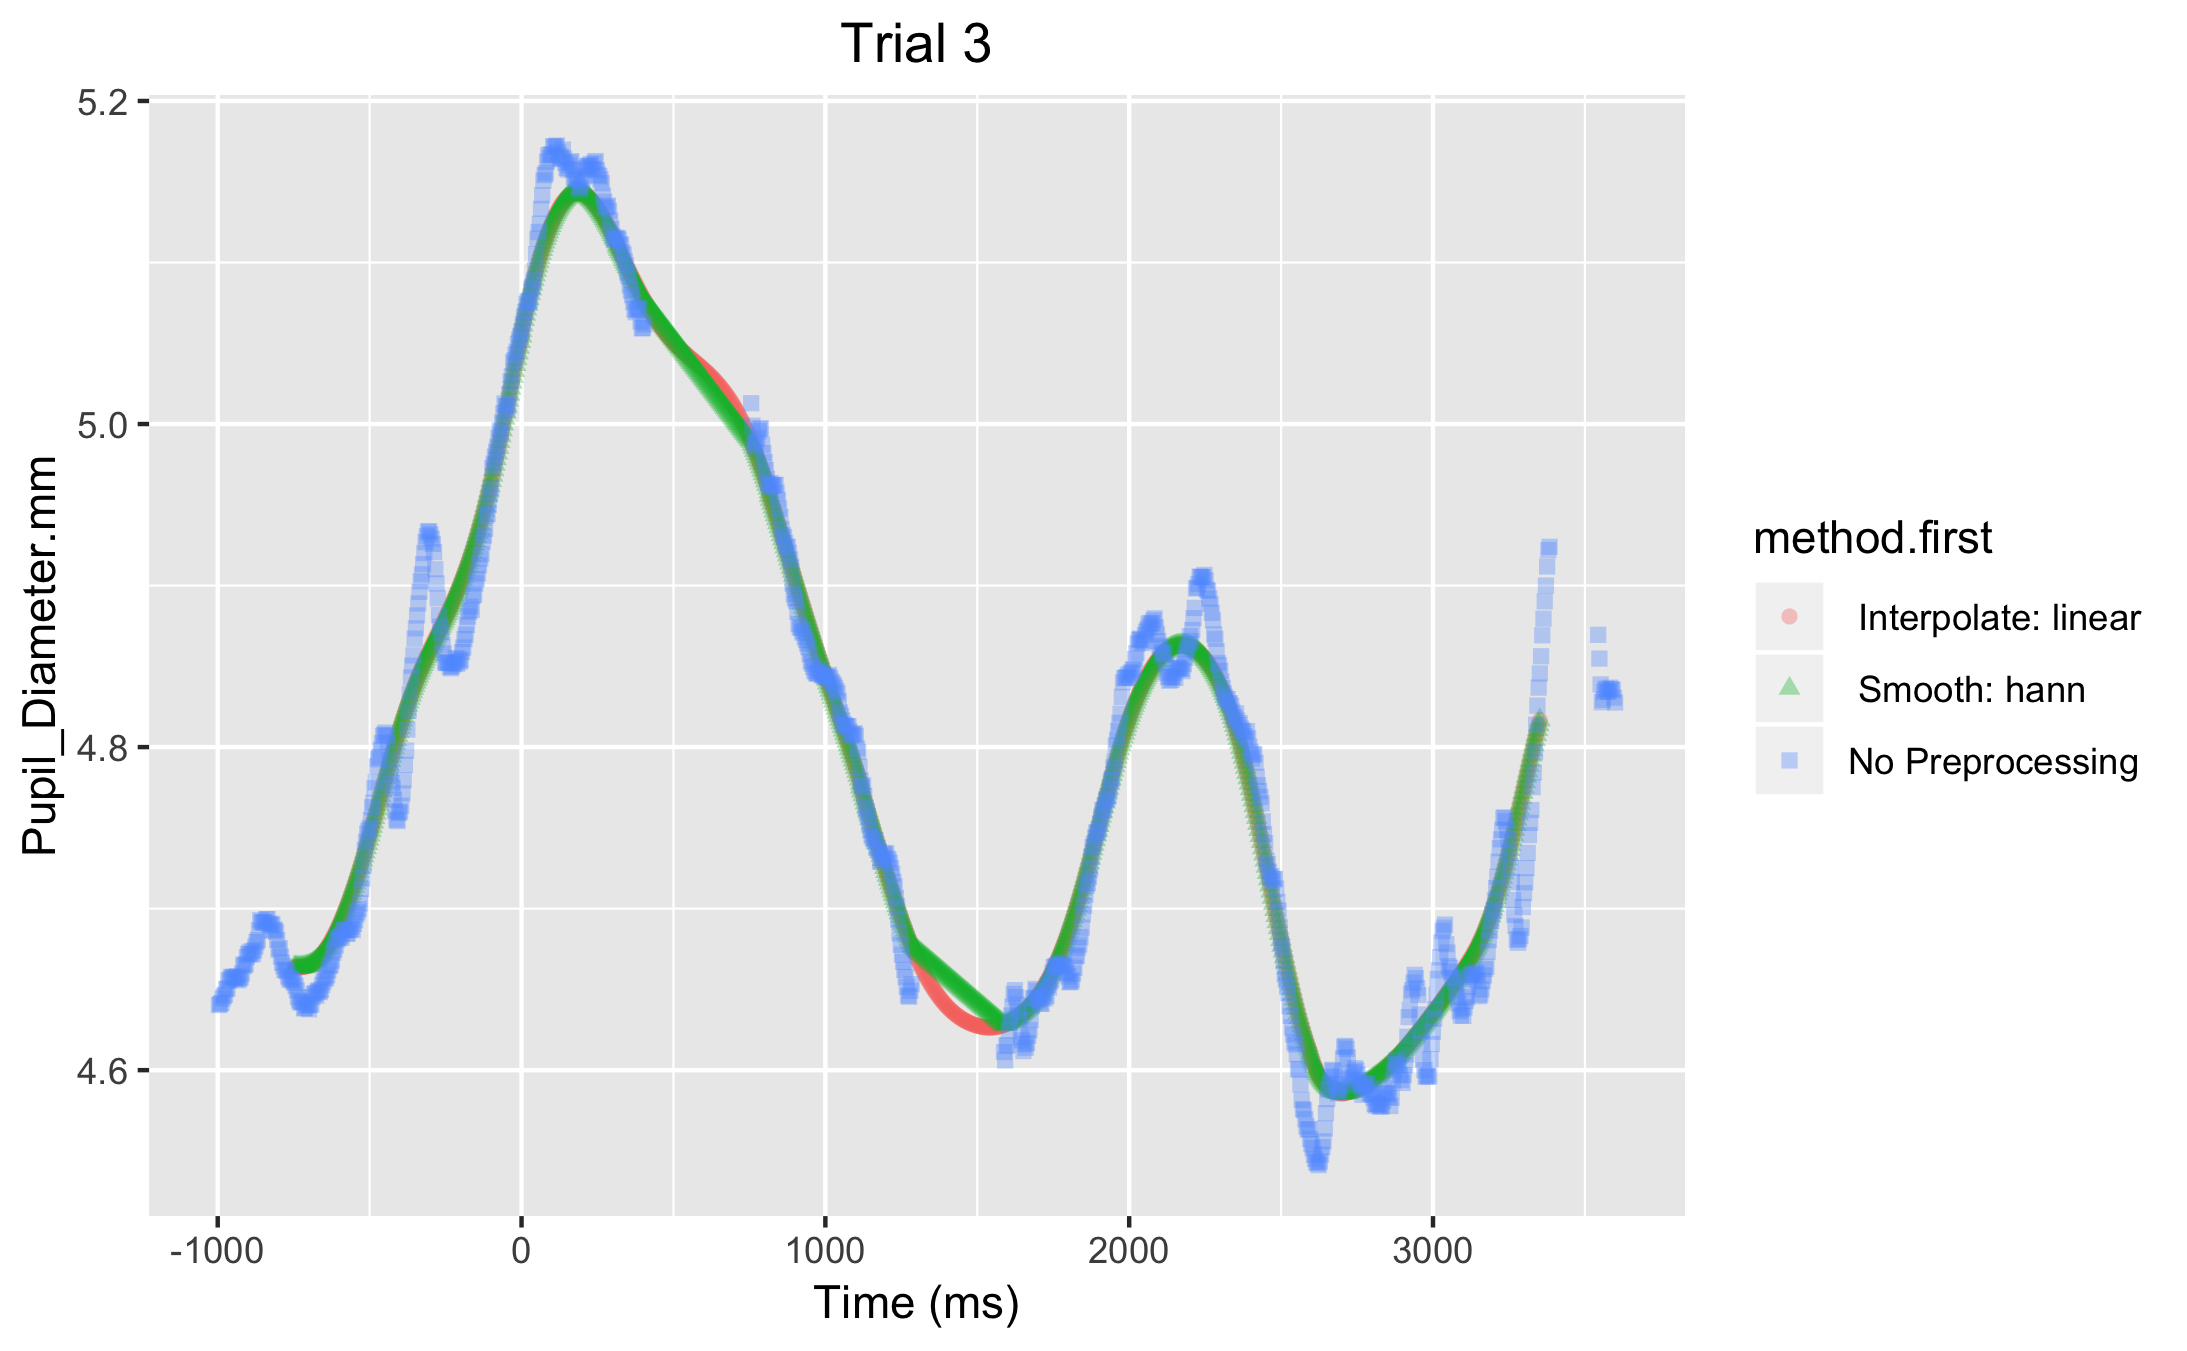 Trial 3
Pupil_Diameter.mm
5.2
5.0
4.8
4.6
-1000 0 1000 2000 3000
Time (ms)
method.first
Interpolate: linear
Smooth: hann
No Preprocessing